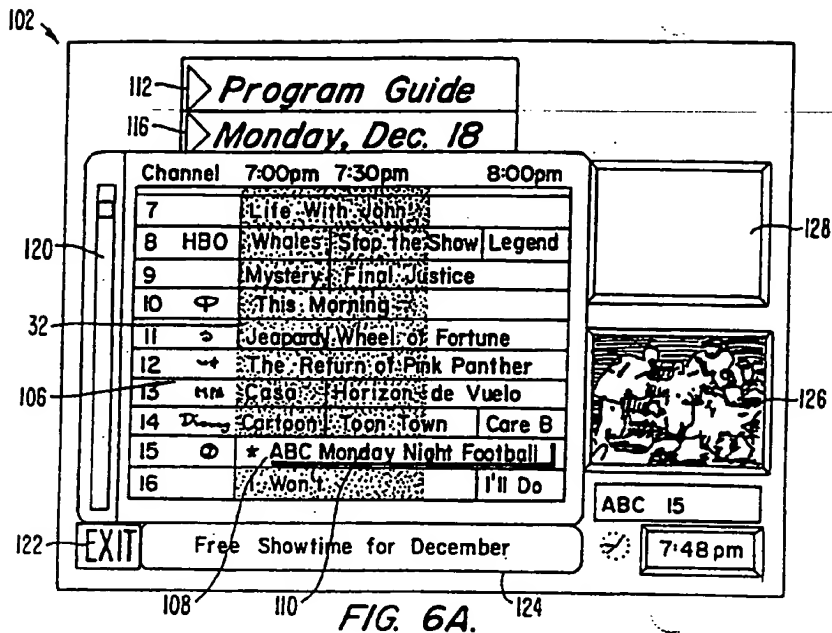 102
112 Program Guide
116 Monday, Dec. 18
Channel 7:00pm 7:30pm 8:00pm
7 Life With John
120
8 HBO Whales Stop the Show Legend
128
9 Mystery Final Justice
10 This Morning
32
11 Jeopardy Wheel of Fortune
12 The Return of Pink Panther
106
13 Casa Horizon de Vuelo
126
14 Cartoon Toon Town Care B
15 * ABC Monday Night Football
16 I Won't I'll Do
ABC 15
122 EXIT Free Showtime for December
7:48 pm
108 110 124
FIG. 6A.